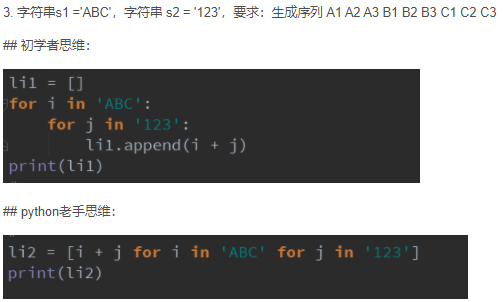 3. 字符串s1 ='ABC'，字符串 s2 = '123'，要求：生成序列 A1 A2 A3 B1 B2 B3 C1 C2 C3
## 初学者思维：
li1 = []
for i in 'ABC':
    for j in '123':
        li1.append(i + j)
print(li1)
## python老手思维：
li2 = [i + j for i in 'ABC' for j in '123']
print(li2)